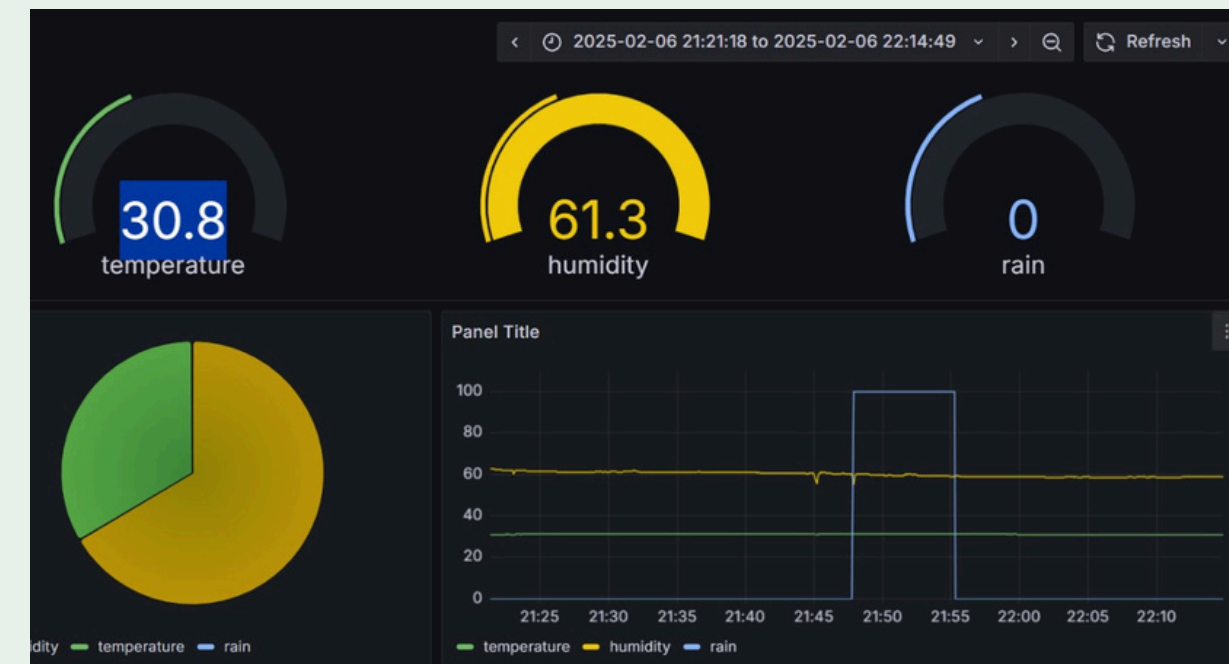 2025-02-06 21:21:18 to 2025-02-06 22:14:49 Refresh
30.8 61.3 0
temperature humidity rain
Panel Title
100
80
60
40
20
0
21:25 21:30 21:35 21:40 21:45 21:50 21:55 22:00 22:05 22:10
idity temperature rain
temperature humidity rain